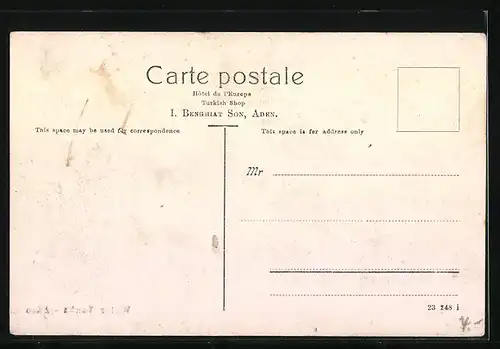 Carte postale
Hôtel de l'Europe
Turkish Shop
I. Benghiat Son, Aden.
This space may be used for correspondence
This space is for address only
Mr
23 248 i